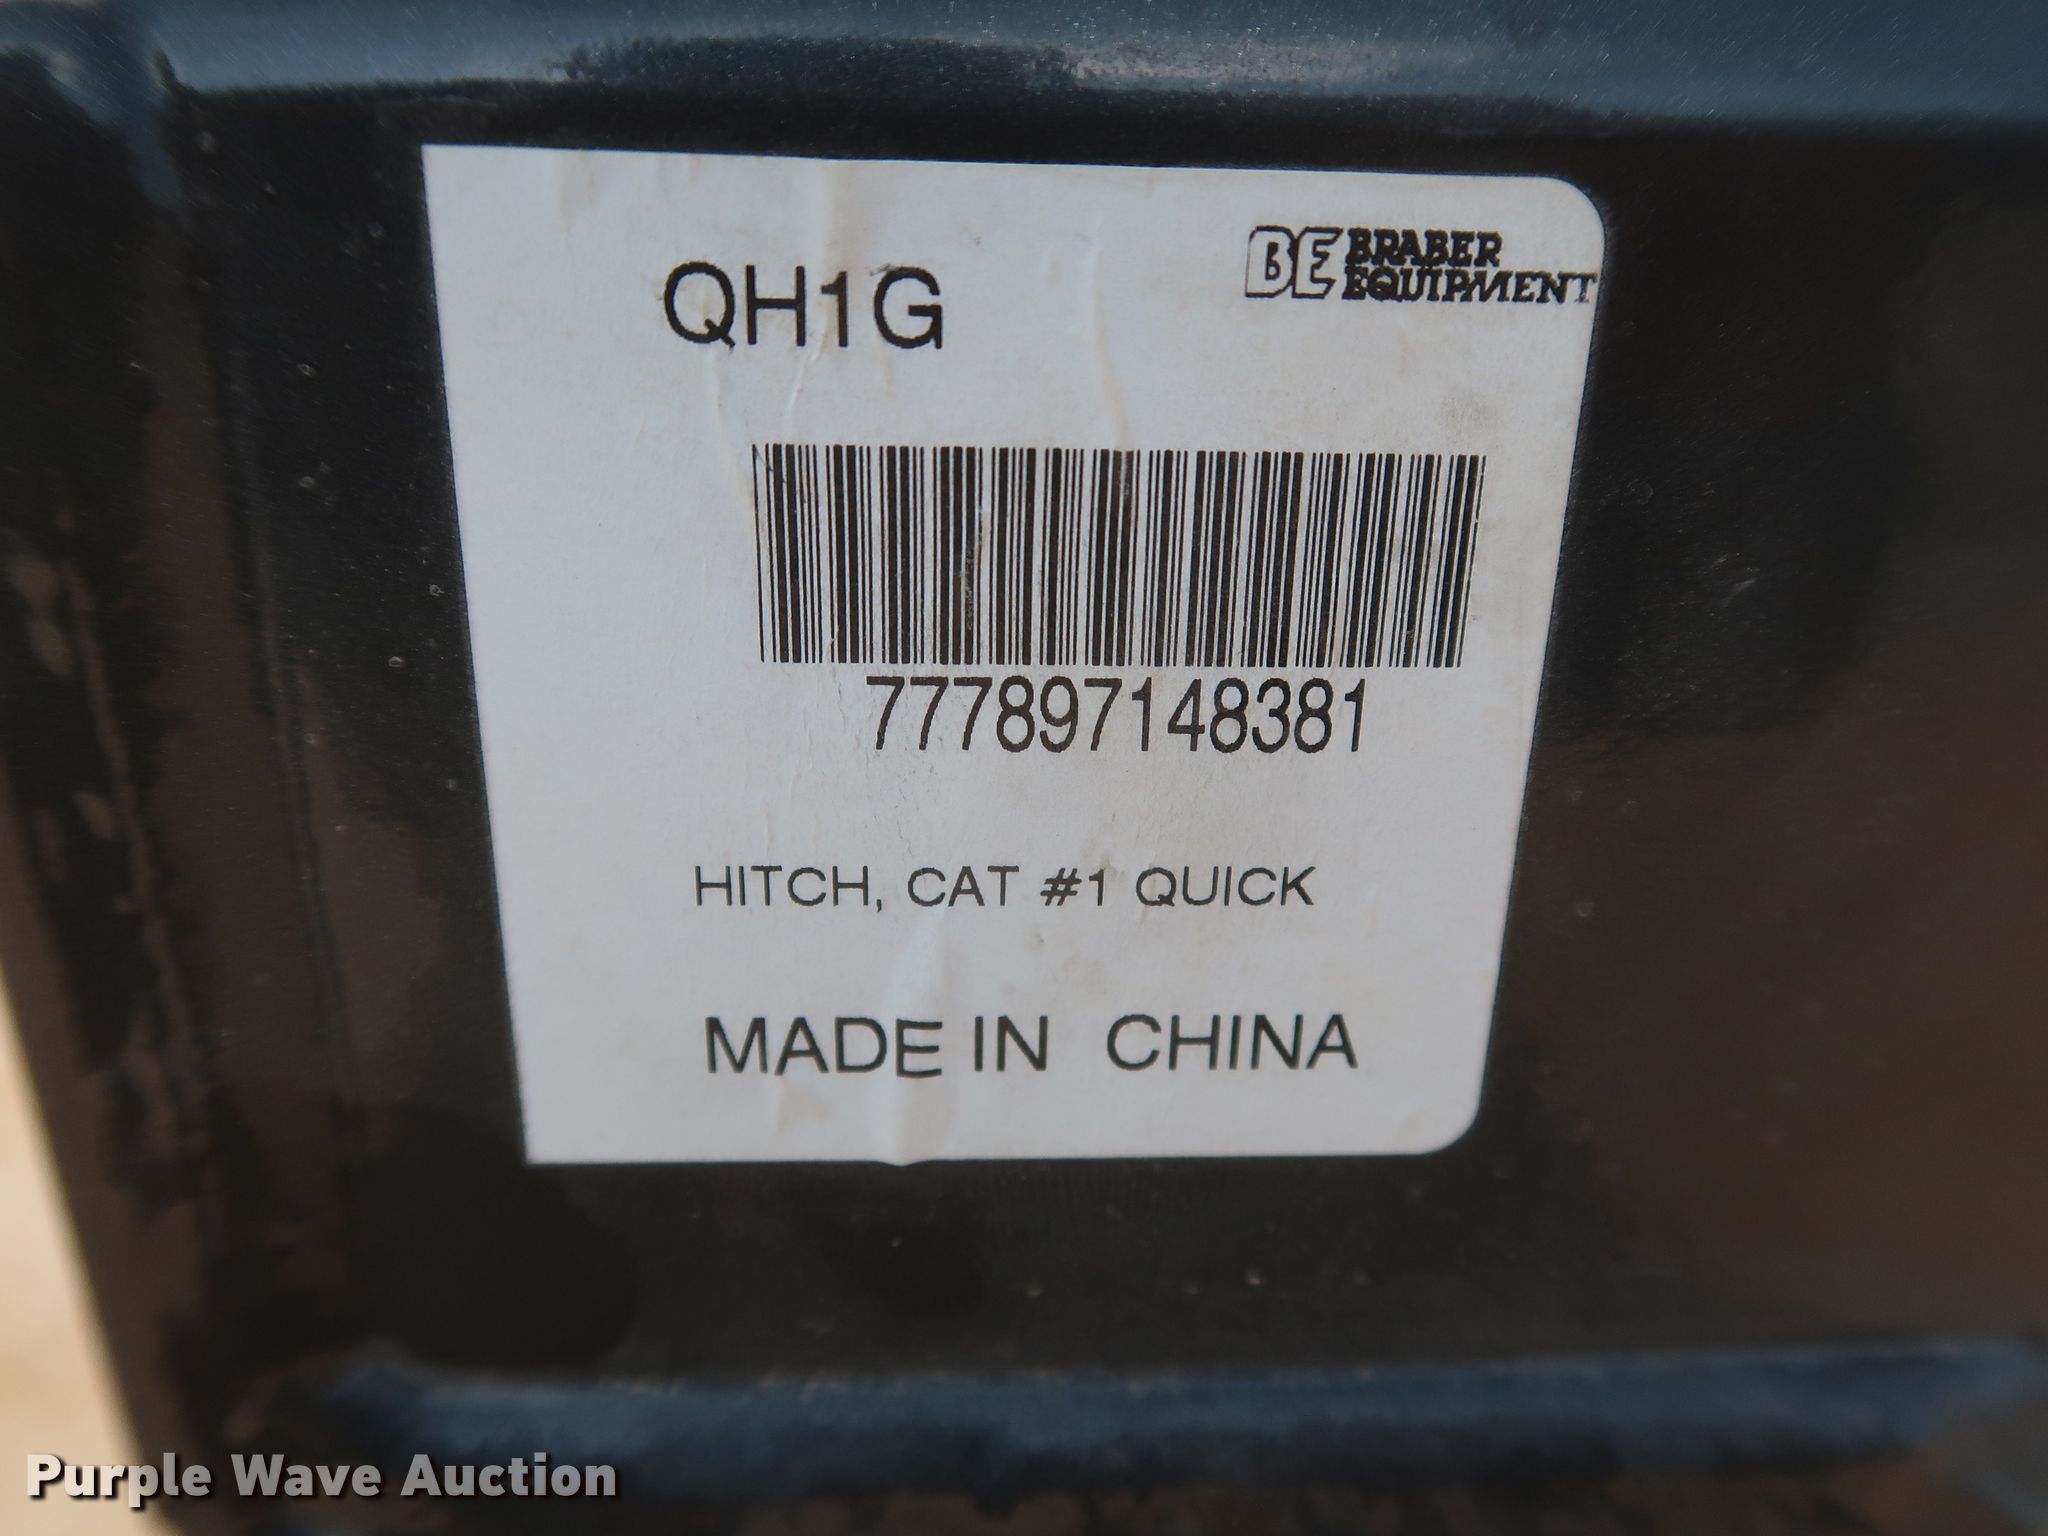 QH1G
BE BRABER
EQUIPMENT
777897148381
HITCH, CAT #1 QUICK
MADE IN CHINA
Purple Wave Auction